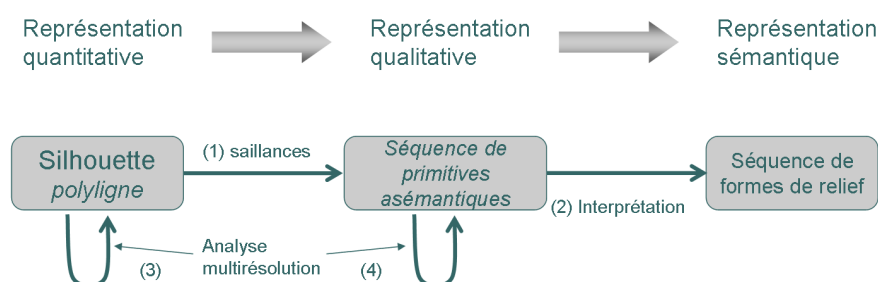 Représentation
quantitative
Représentation
qualitative
Représentation
sémantique
Silhouette
polyligne
(1) saillances
Séquence de
primitives
asémantiques
(2) Interprétation
Séquence de
formes de relief
(3)
Analyse
multirésolution
(4)